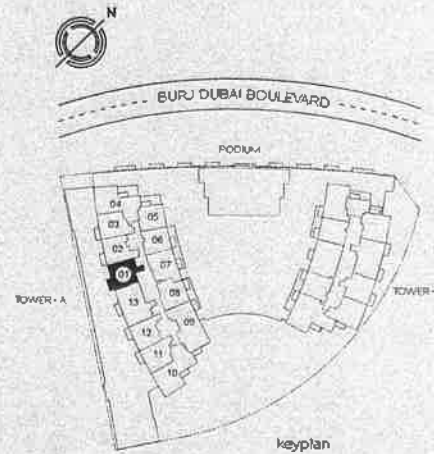 N
BURJ DUBAI BOULEVARD
PODIUM
04
03
05
02
06
01
07
TOWER - A
TOWER -
13
08
12
09
11
10
keyplan